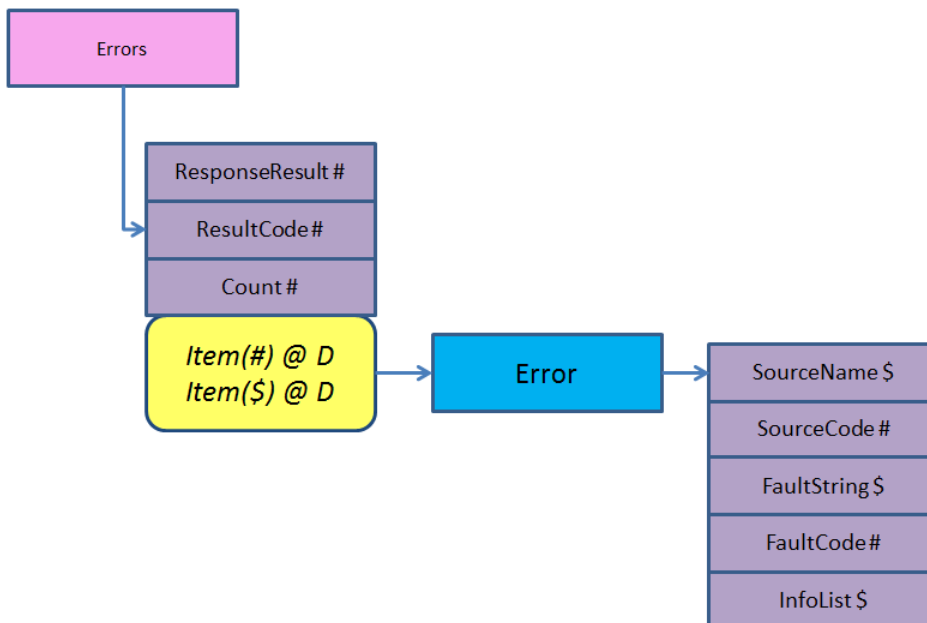 Errors
ResponseResult #
ResultCode #
Count #
Item(#) @ D
Item($) @ D
Error
SourceName $
SourceCode #
FaultString $
FaultCode #
InfoList $